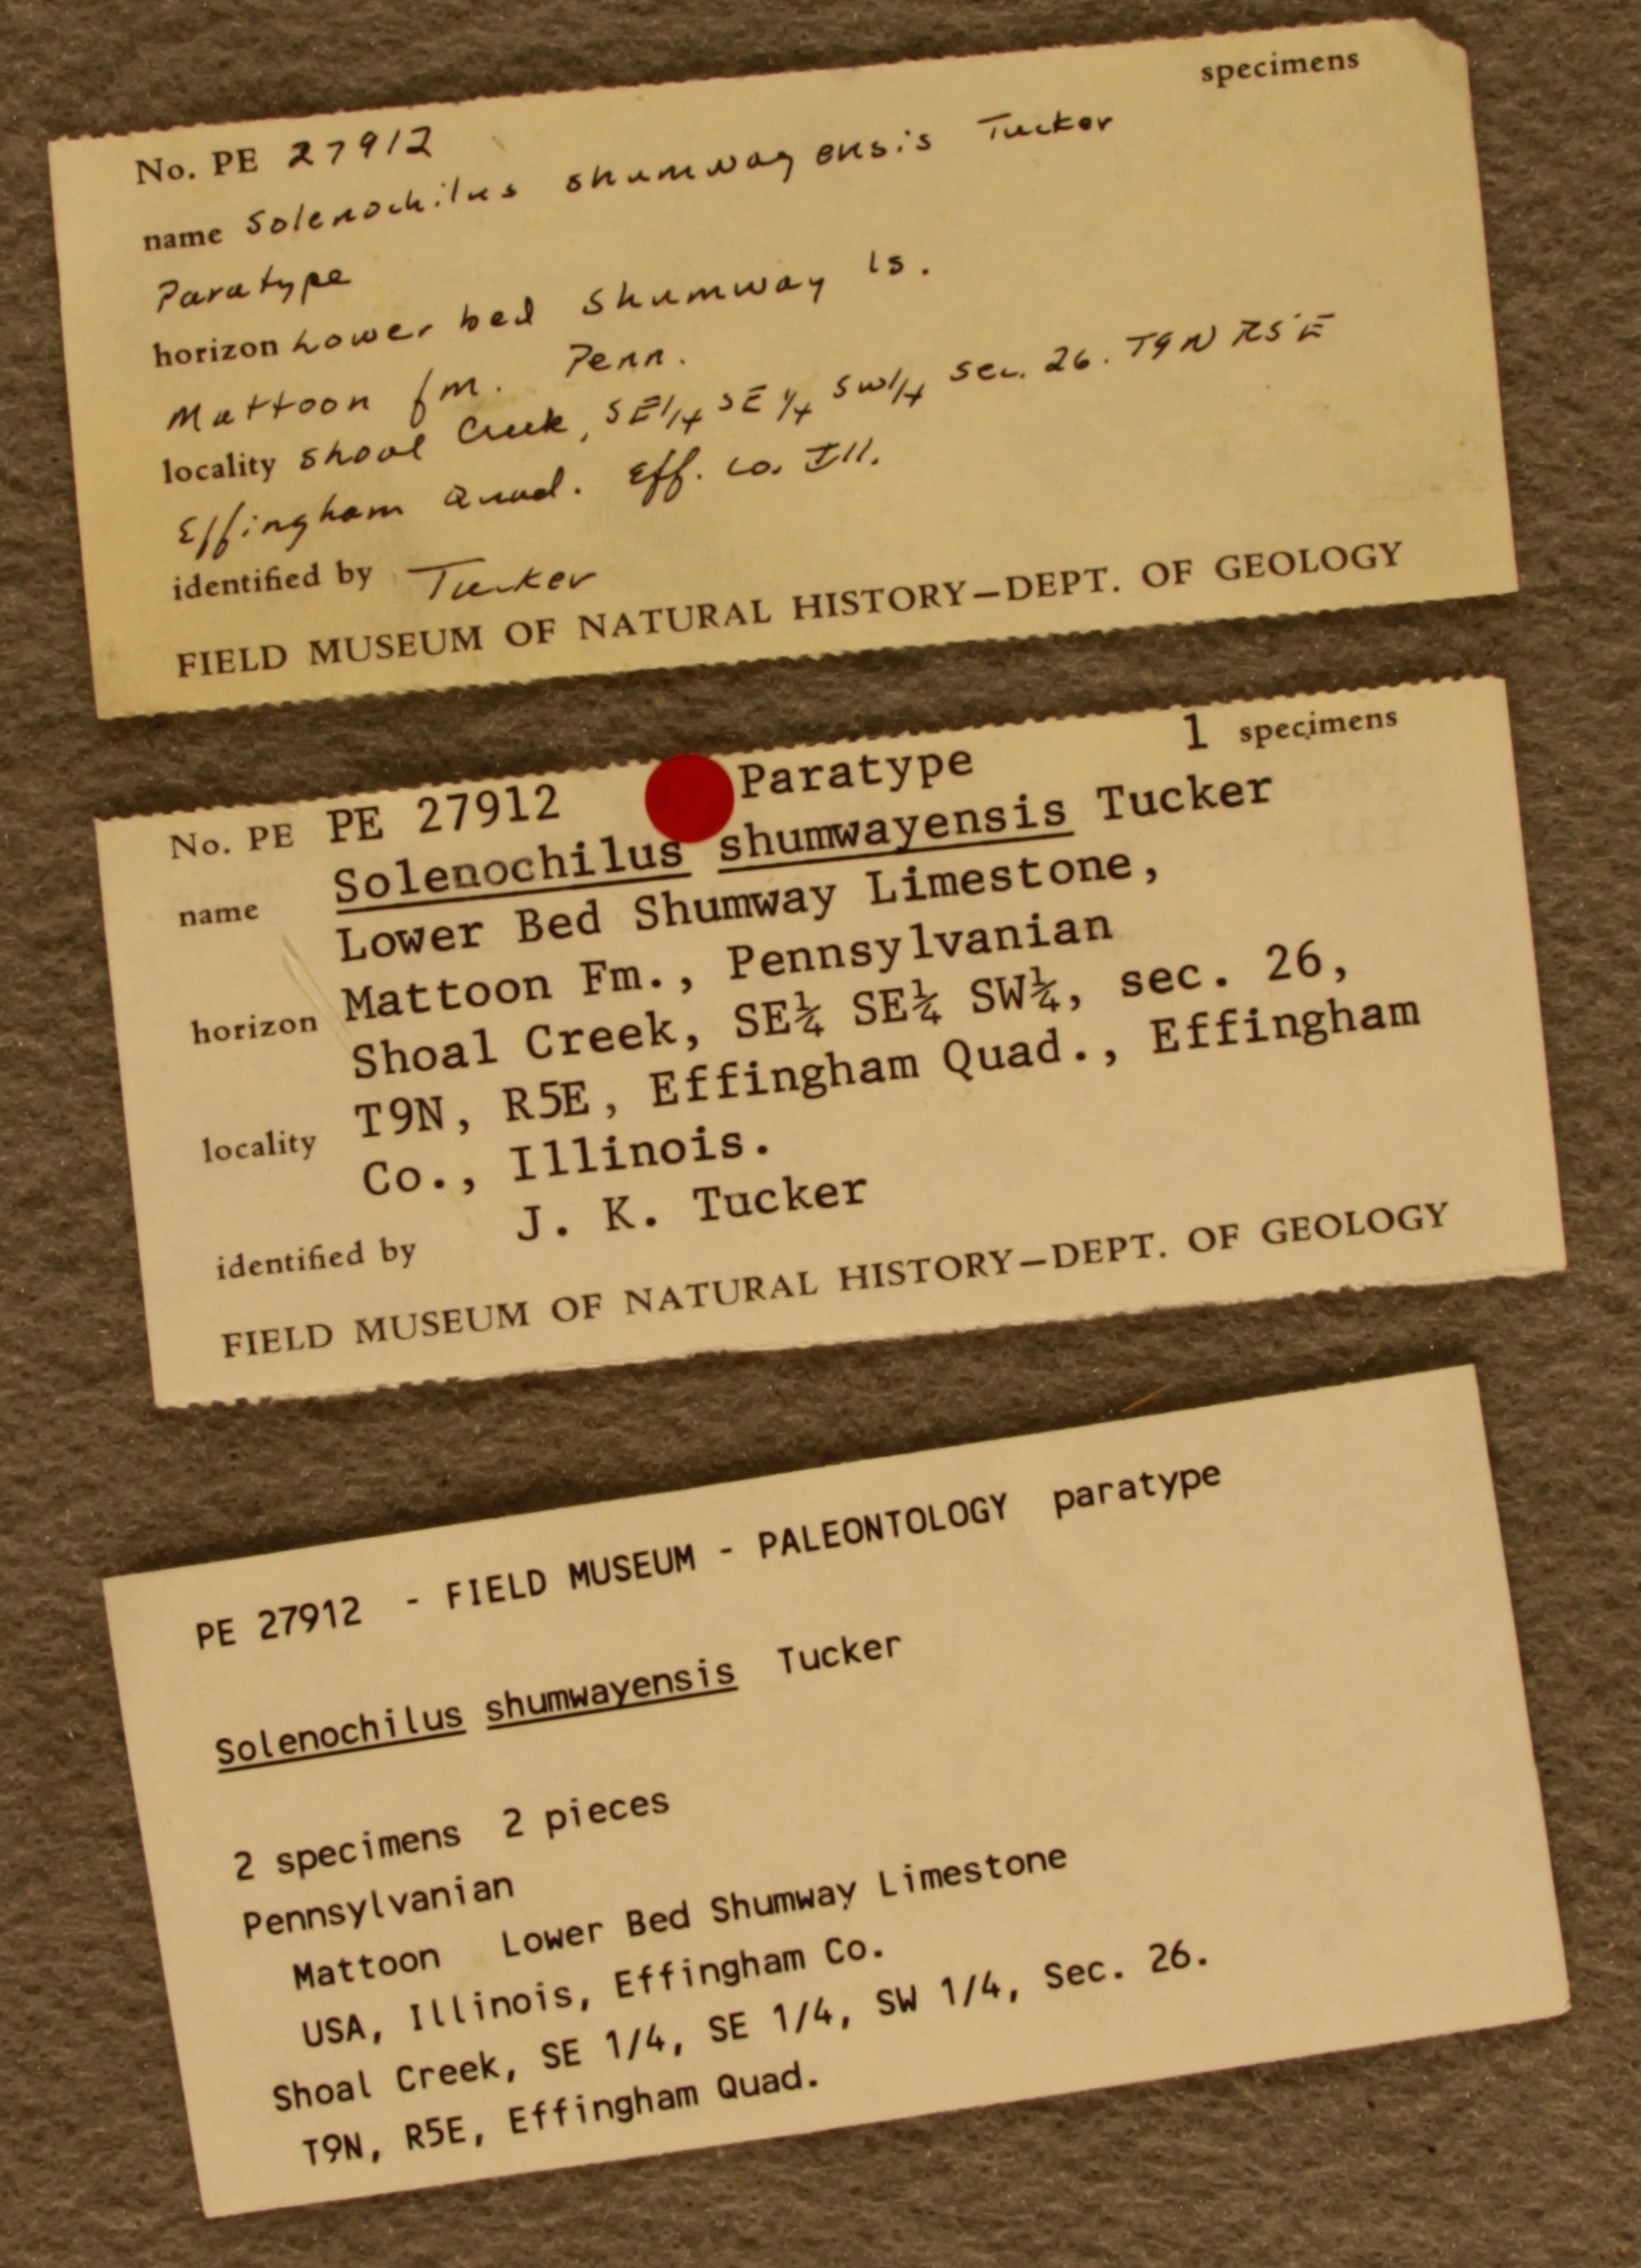 specimens
No. PE 27912
name Solenochilus shumwayensis Tucker
Paratype
horizon Lower bed Shumway ls.
Mattoon fm. Penn.
locality Shoal Creek, SE 1/4 SE 1/4 SW 1/4 Sec. 26. T9N R5E
Effingham Quad. Eff. Co. Ill.
identified by Tucker
FIELD MUSEUM OF NATURAL HISTORY—DEPT. OF GEOLOGY
No. PE PE 27912 Paratype 1 specimens
name Solenochilus shumwayensis Tucker
Lower Bed Shumway Limestone,
horizon Mattoon Fm., Pennsylvanian
Shoal Creek, SE¼ SE¼ SW¼, sec. 26,
locality T9N, R5E, Effingham Quad., Effingham
Co., Illinois.
identified by J. K. Tucker
FIELD MUSEUM OF NATURAL HISTORY—DEPT. OF GEOLOGY
PE 27912 - FIELD MUSEUM - PALEONTOLOGY paratype
Solenochilus shumwayensis Tucker
2 specimens 2 pieces
Pennsylvanian
Mattoon Lower Bed Shumway Limestone
USA, Illinois, Effingham Co.
Shoal Creek, SE 1/4, SE 1/4, SW 1/4, Sec. 26.
T9N, R5E, Effingham Quad.